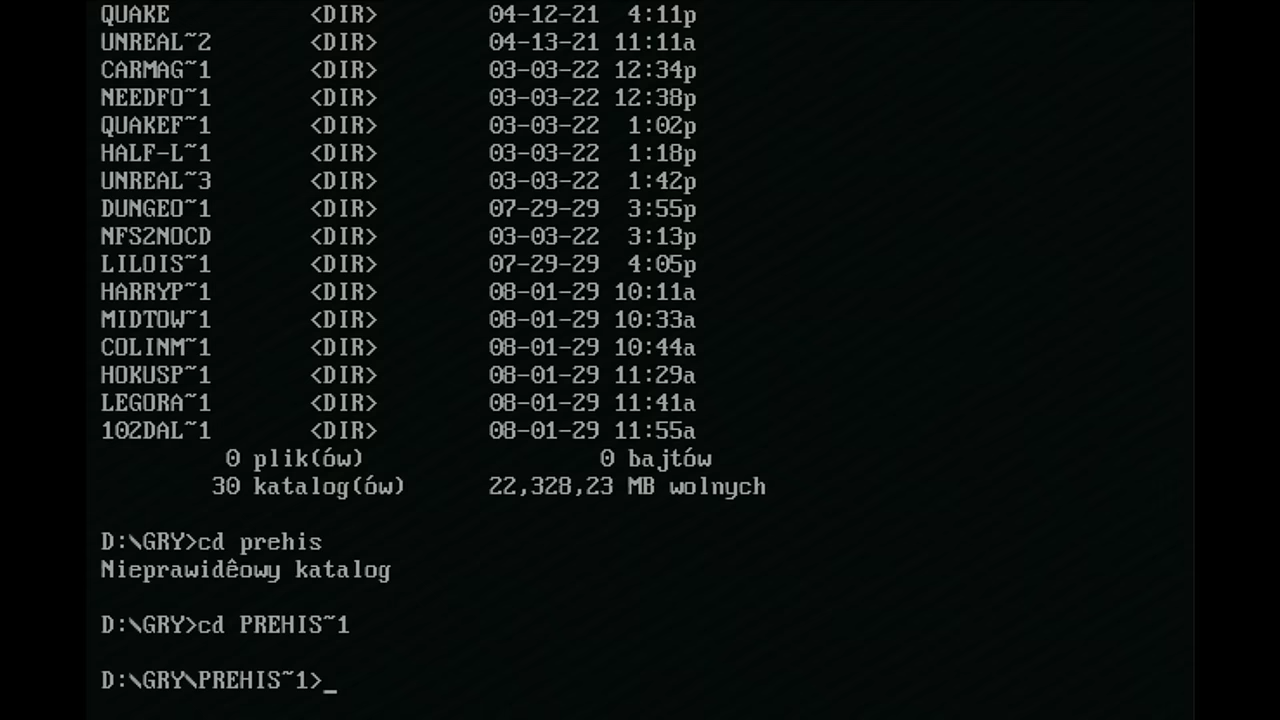 QUAKE <DIR> 04-12-21 4:11p
UNREAL~2 <DIR> 04-13-21 11:11a
CARMAG~1 <DIR> 03-03-22 12:34p
NEEDFO~1 <DIR> 03-03-22 12:38p
QUAKEF~1 <DIR> 03-03-22 1:02p
HALF-L~1 <DIR> 03-03-22 1:18p
UNREAL~3 <DIR> 03-03-22 1:42p
DUNGEO~1 <DIR> 07-29-29 3:55p
NFS2NOCD <DIR> 03-03-22 3:13p
LILOIS~1 <DIR> 07-29-29 4:05p
HARRYP~1 <DIR> 08-01-29 10:11a
MIDTOW~1 <DIR> 08-01-29 10:33a
COLINM~1 <DIR> 08-01-29 10:44a
HOKUSP~1 <DIR> 08-01-29 11:29a
LEGORA~1 <DIR> 08-01-29 11:41a
102DAL~1 <DIR> 08-01-29 11:55a
0 plik(ów) 0 bajtów
30 katalog(ów) 22,328,23 MB wolnych
D:\GRY>cd prehis
Nieprawidêowy katalog
D:\GRY>cd PREHIS~1
D:\GRY\PREHIS~1>_